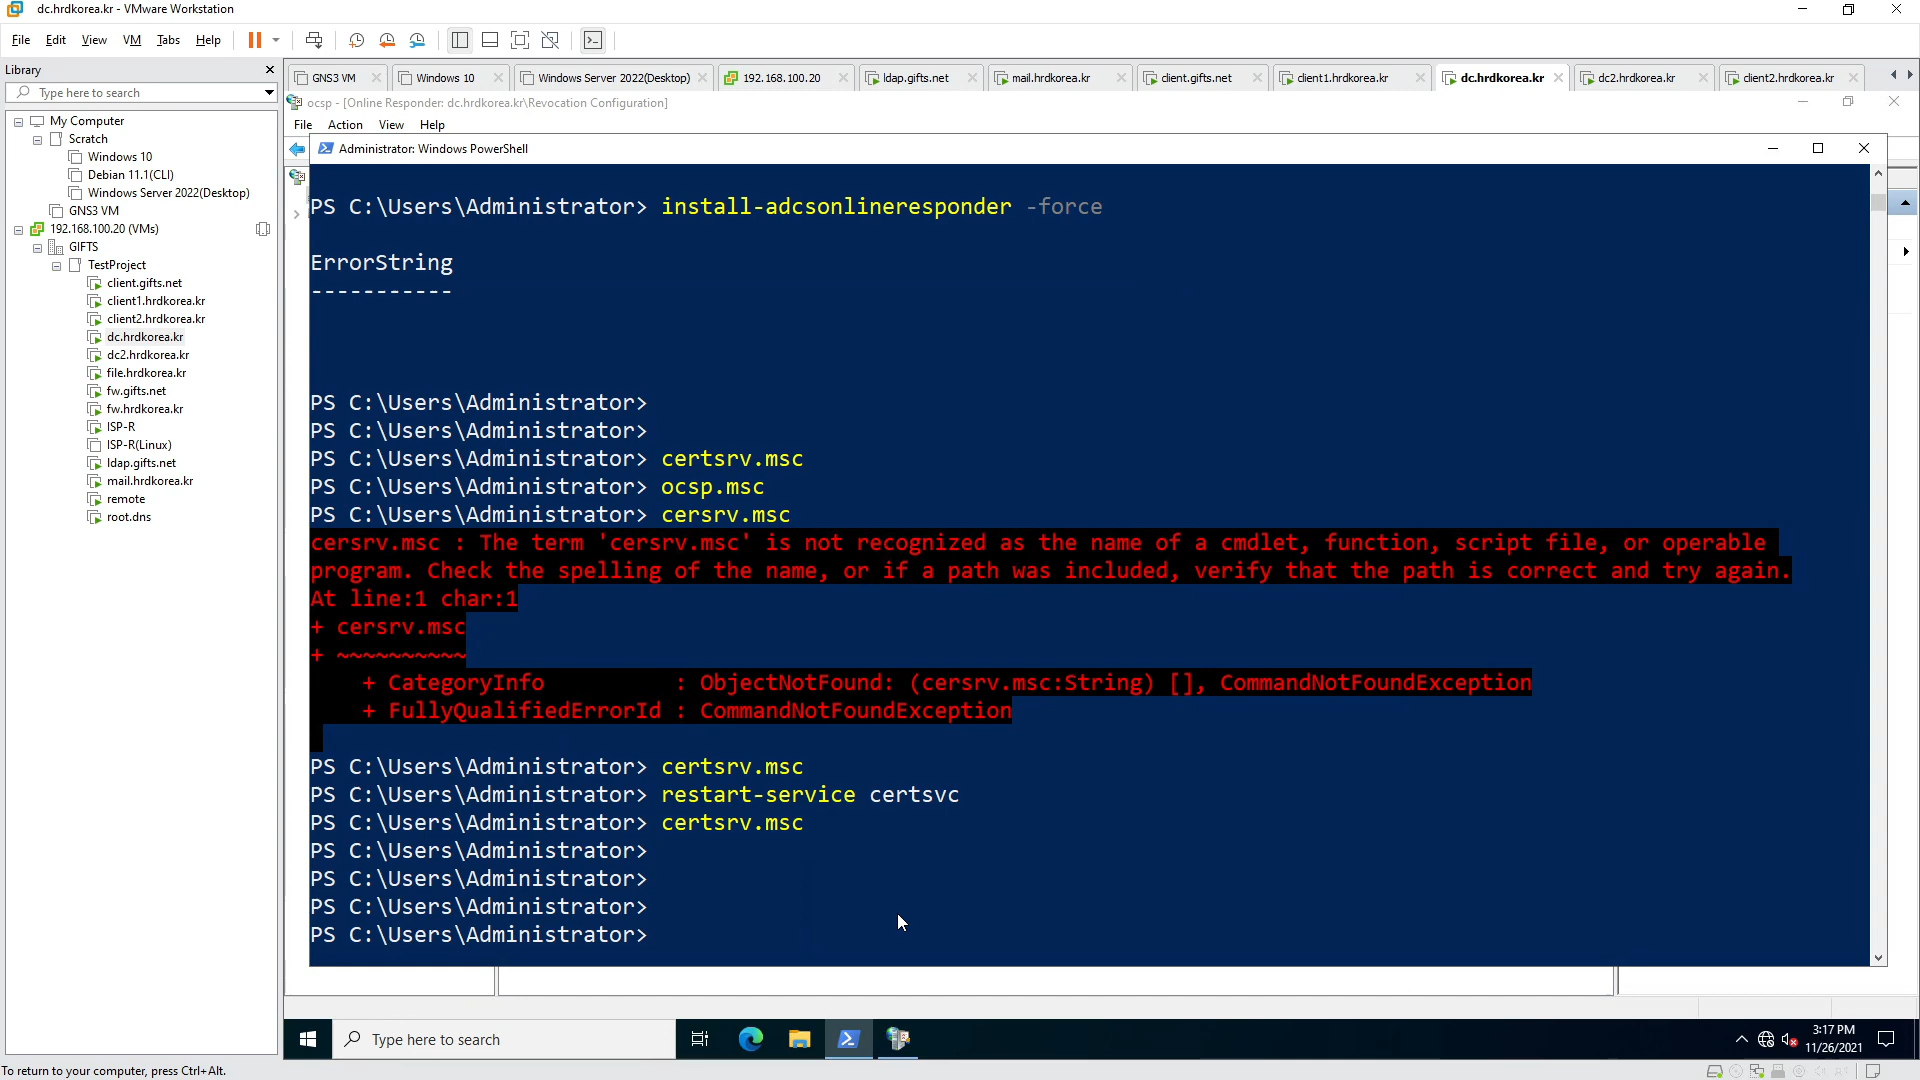 dc.hrdkorea.kr - VMware Workstation
File Edit View VM Tabs Help
Library
Type here to search
GNS3 VM
Windows 10
Windows Server 2022(Desktop)
192.168.100.20
ldap.gifts.net
mail.hrdkorea.kr
client.gifts.net
client1.hrdkorea.kr
dc.hrdkorea.kr
dc2.hrdkorea.kr
client2.hrdkorea.kr
My Computer
Scratch
Windows 10
Debian 11.1(CLI)
Windows Server 2022(Desktop)
GNS3 VM
192.168.100.20 (VMs)
GIFTS
TestProject
client.gifts.net
client1.hrdkorea.kr
client2.hrdkorea.kr
dc.hrdkorea.kr
dc2.hrdkorea.kr
file.hrdkorea.kr
fw.gifts.net
fw.hrdkorea.kr
ISP-R
ISP-R(Linux)
ldap.gifts.net
mail.hrdkorea.kr
remote
root.dns
ocsp - [Online Responder: dc.hrdkorea.kr\Revocation Configuration]
File Action View Help
Administrator: Windows PowerShell
PS C:\Users\Administrator> install-adcsonlineresponder -force
ErrorString
-----------
PS C:\Users\Administrator>
PS C:\Users\Administrator>
PS C:\Users\Administrator> certsrv.msc
PS C:\Users\Administrator> ocsp.msc
PS C:\Users\Administrator> cersrv.msc
cersrv.msc : The term 'cersrv.msc' is not recognized as the name of a cmdlet, function, script file, or operable
program. Check the spelling of the name, or if a path was included, verify that the path is correct and try again.
At line:1 char:1
+ cersrv.msc
+ ~~~~~~~~~~
    + CategoryInfo          : ObjectNotFound: (cersrv.msc:String) [], CommandNotFoundException
    + FullyQualifiedErrorId : CommandNotFoundException
PS C:\Users\Administrator> certsrv.msc
PS C:\Users\Administrator> restart-service certsvc
PS C:\Users\Administrator> certsrv.msc
PS C:\Users\Administrator>
PS C:\Users\Administrator>
PS C:\Users\Administrator>
PS C:\Users\Administrator>
Type here to search
3:17 PM
11/26/2021
To return to your computer, press Ctrl+Alt.